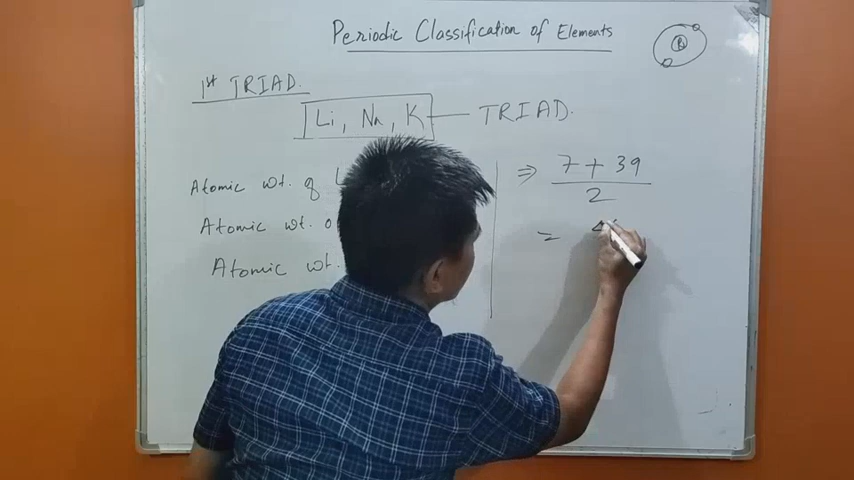 Periodic Classification of Elements
1st TRIAD.
Li, Na, K — TRIAD.
Atomic wt. of
Atomic wt.
Atomic wt.
⇒ 7 + 39
2
= 4